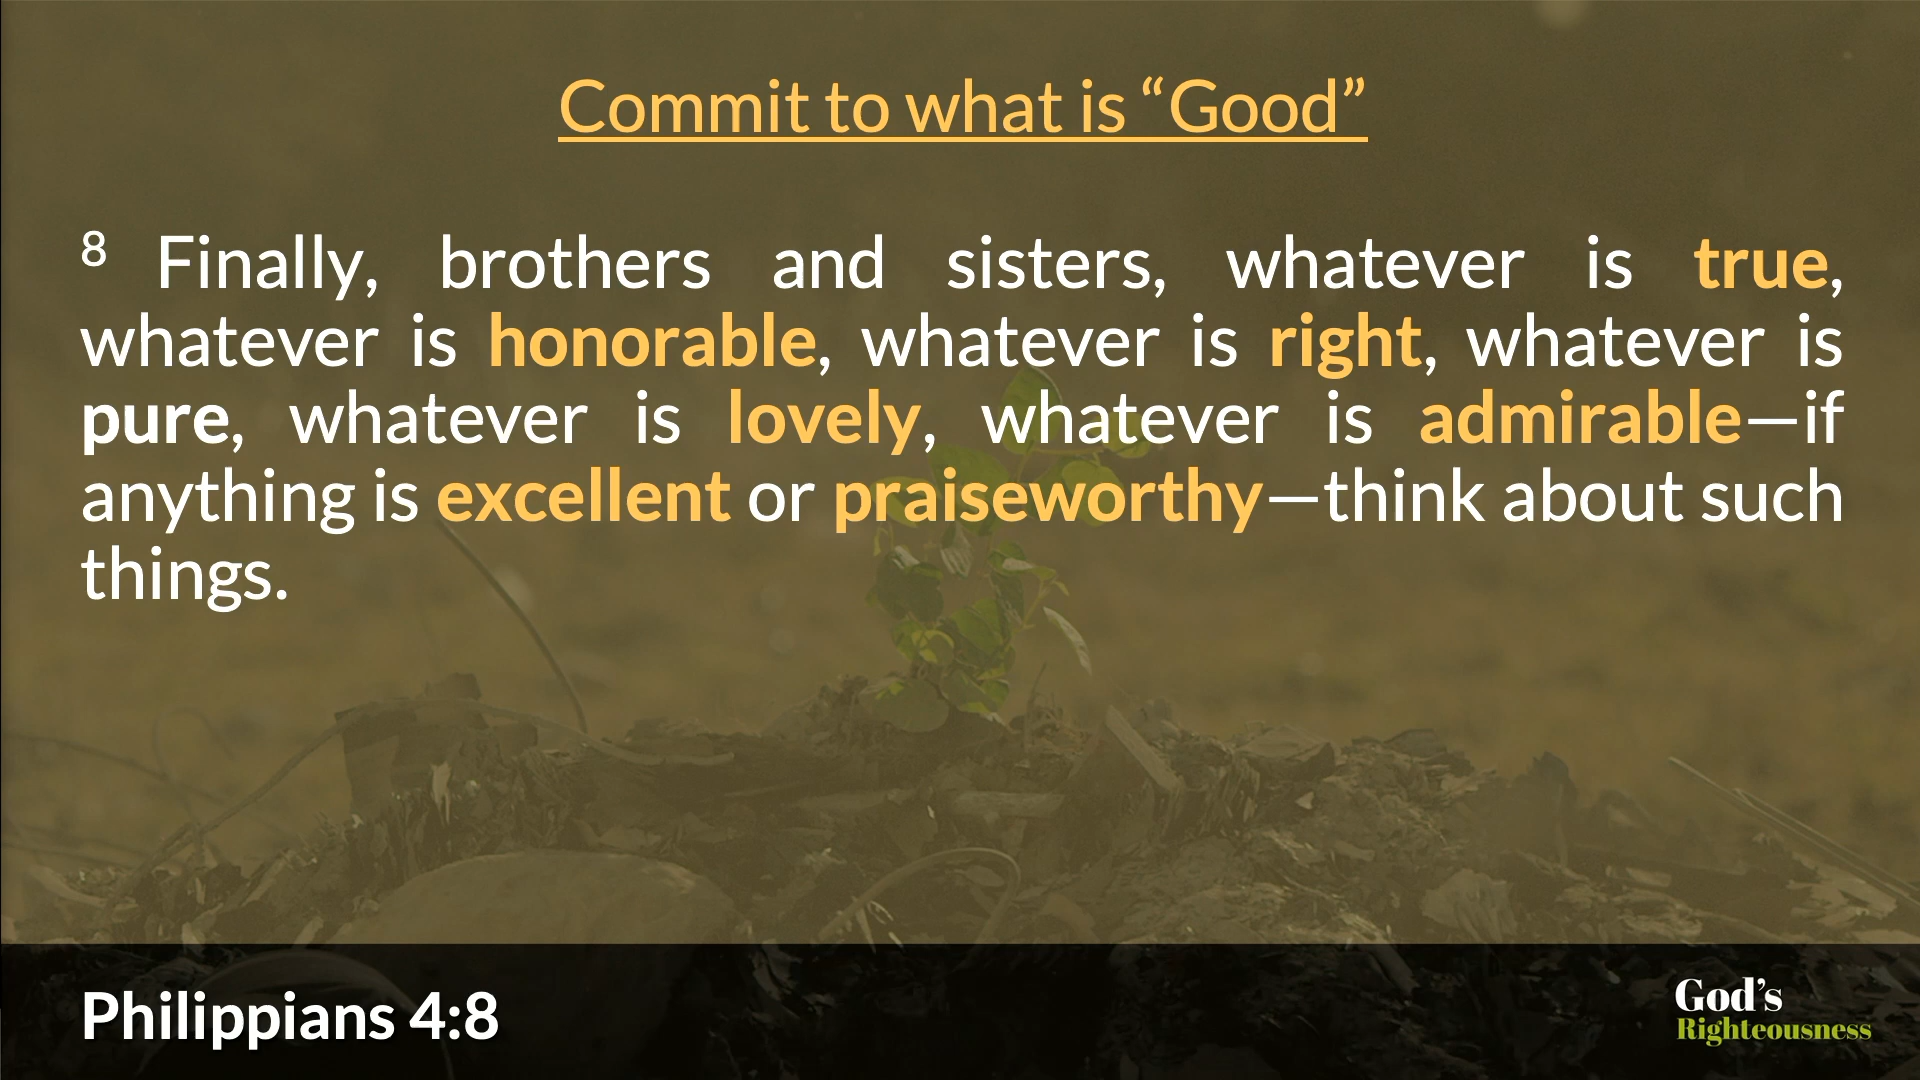 Commit to what is “Good”
8 Finally, brothers and sisters, whatever is true,
whatever is honorable, whatever is right, whatever is
pure, whatever is lovely, whatever is admirable—if
anything is excellent or praiseworthy—think about such
things.
Philippians 4:8
God’s
Righteousness